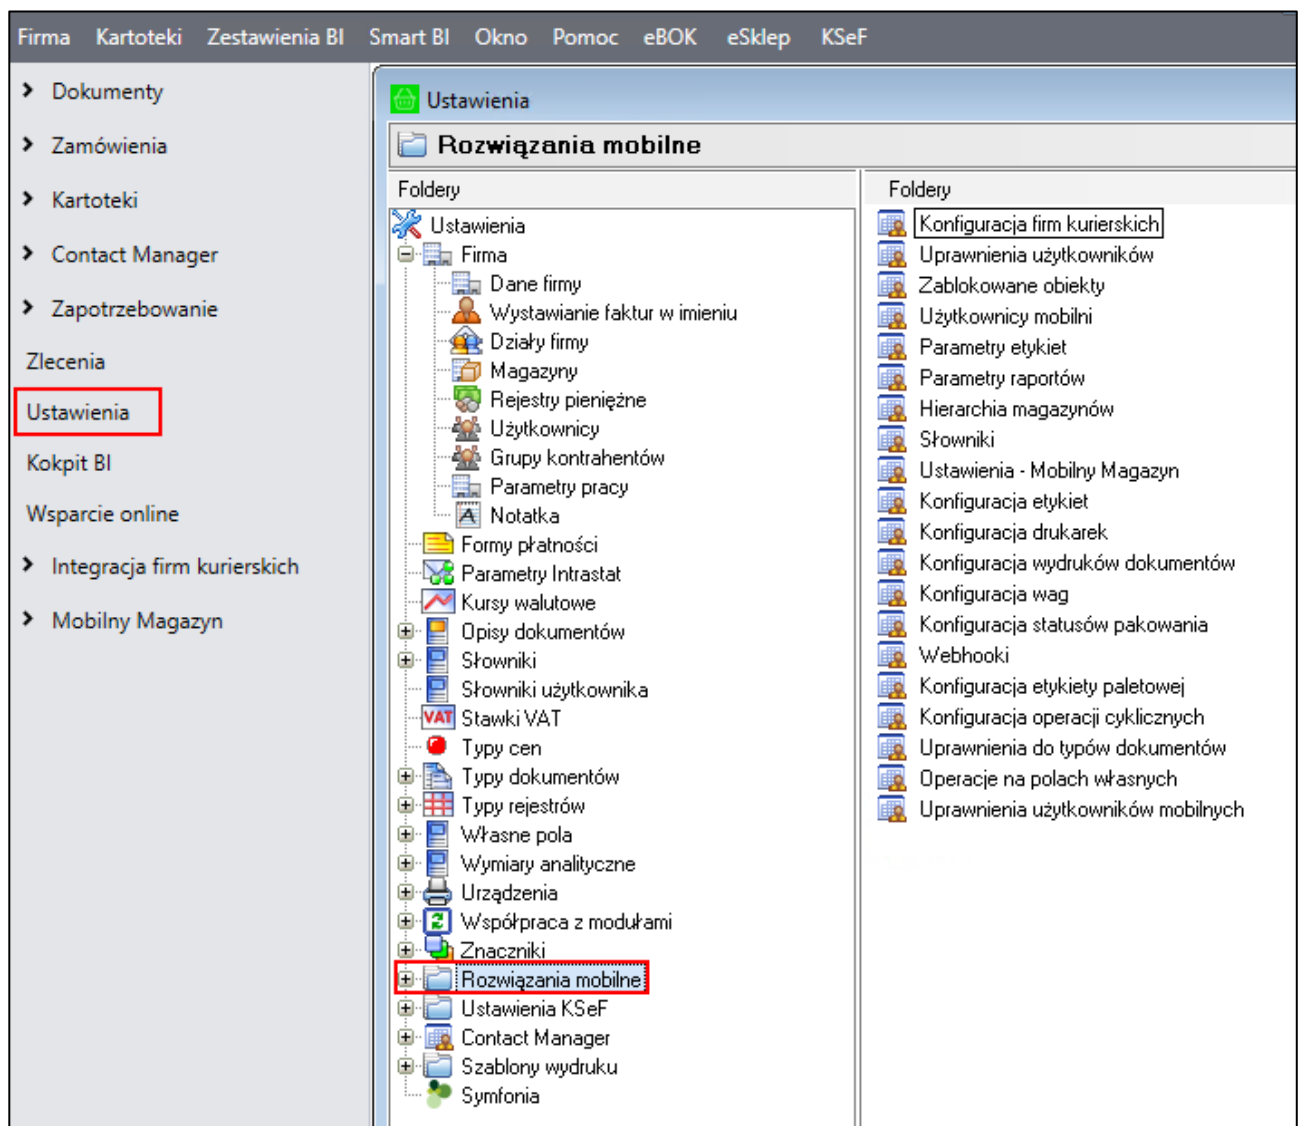 Firma Kartoteki Zestawienia BI Smart BI Okno Pomoc eBOK eSklep KSeF
Dokumenty
Zamówienia
Kartoteki
Contact Manager
Zapotrzebowanie
Zlecenia
Ustawienia
Kokpit BI
Wsparcie online
Integracja firm kurierskich
Mobilny Magazyn
Ustawienia
Rozwiązania mobilne
Foldery
Ustawienia
Firma
Dane firmy
Wystawianie faktur w imieniu
Działy firmy
Magazyny
Rejestry pieniężne
Użytkownicy
Grupy kontrahentów
Parametry pracy
Notatka
Formy płatności
Parametry Intrastat
Kursy walutowe
Opisy dokumentów
Słowniki
Słowniki użytkownika
VAT Stawki VAT
Typy cen
Typy dokumentów
Typy rejestrów
Własne pola
Wymiary analityczne
Urządzenia
Współpraca z modułami
Znaczniki
Rozwiązania mobilne
Ustawienia KSeF
Contact Manager
Szablony wydruku
Symfonia
Foldery
Konfiguracja firm kurierskich
Uprawnienia użytkowników
Zablokowane obiekty
Użytkownicy mobilni
Parametry etykiet
Parametry raportów
Hierarchia magazynów
Słowniki
Ustawienia - Mobilny Magazyn
Konfiguracja etykiet
Konfiguracja drukarek
Konfiguracja wydruków dokumentów
Konfiguracja wag
Konfiguracja statusów pakowania
Webhooki
Konfiguracja etykiety paletowej
Konfiguracja operacji cyklicznych
Uprawnienia do typów dokumentów
Operacje na polach własnych
Uprawnienia użytkowników mobilnych